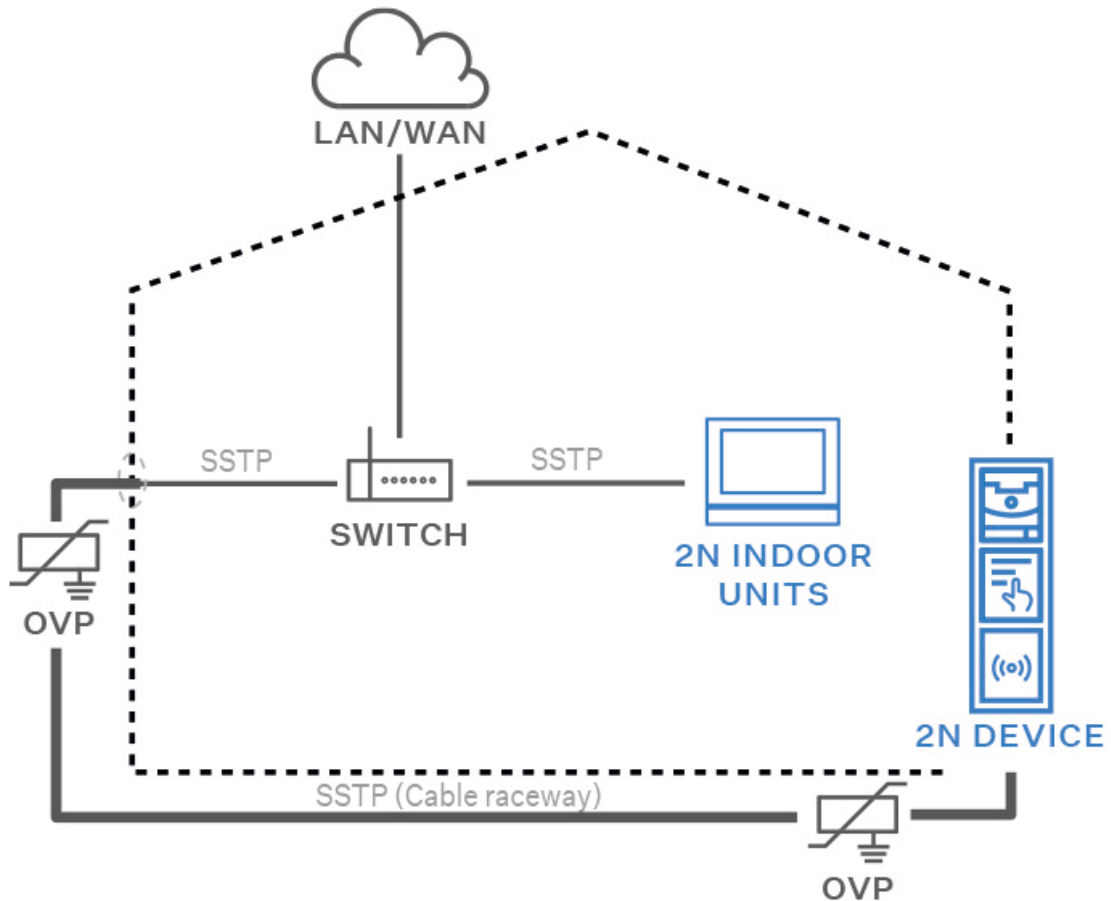 LAN/WAN
SSTP
SSTP
SWITCH
2N INDOOR
UNITS
OVP
2N DEVICE
SSTP (Cable raceway)
OVP